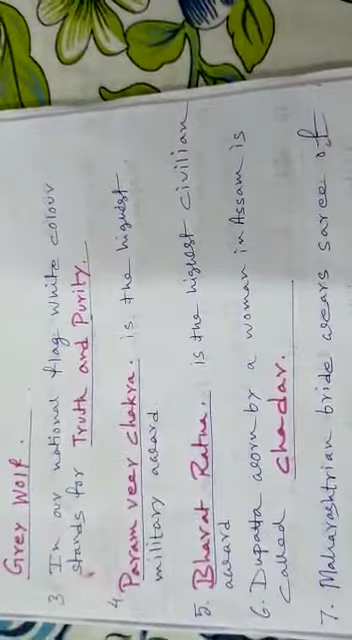 Grey Wolf.
3. In our national flag white colour
stands for Truth and Purity.
4. Param veer chakra. is the highest
military award.
5. Bharat Ratna. is the highest civilian
award
6. Dupatta worn by a woman in Assam is
called chadar.
7. Maharashtrian bride wears saree of